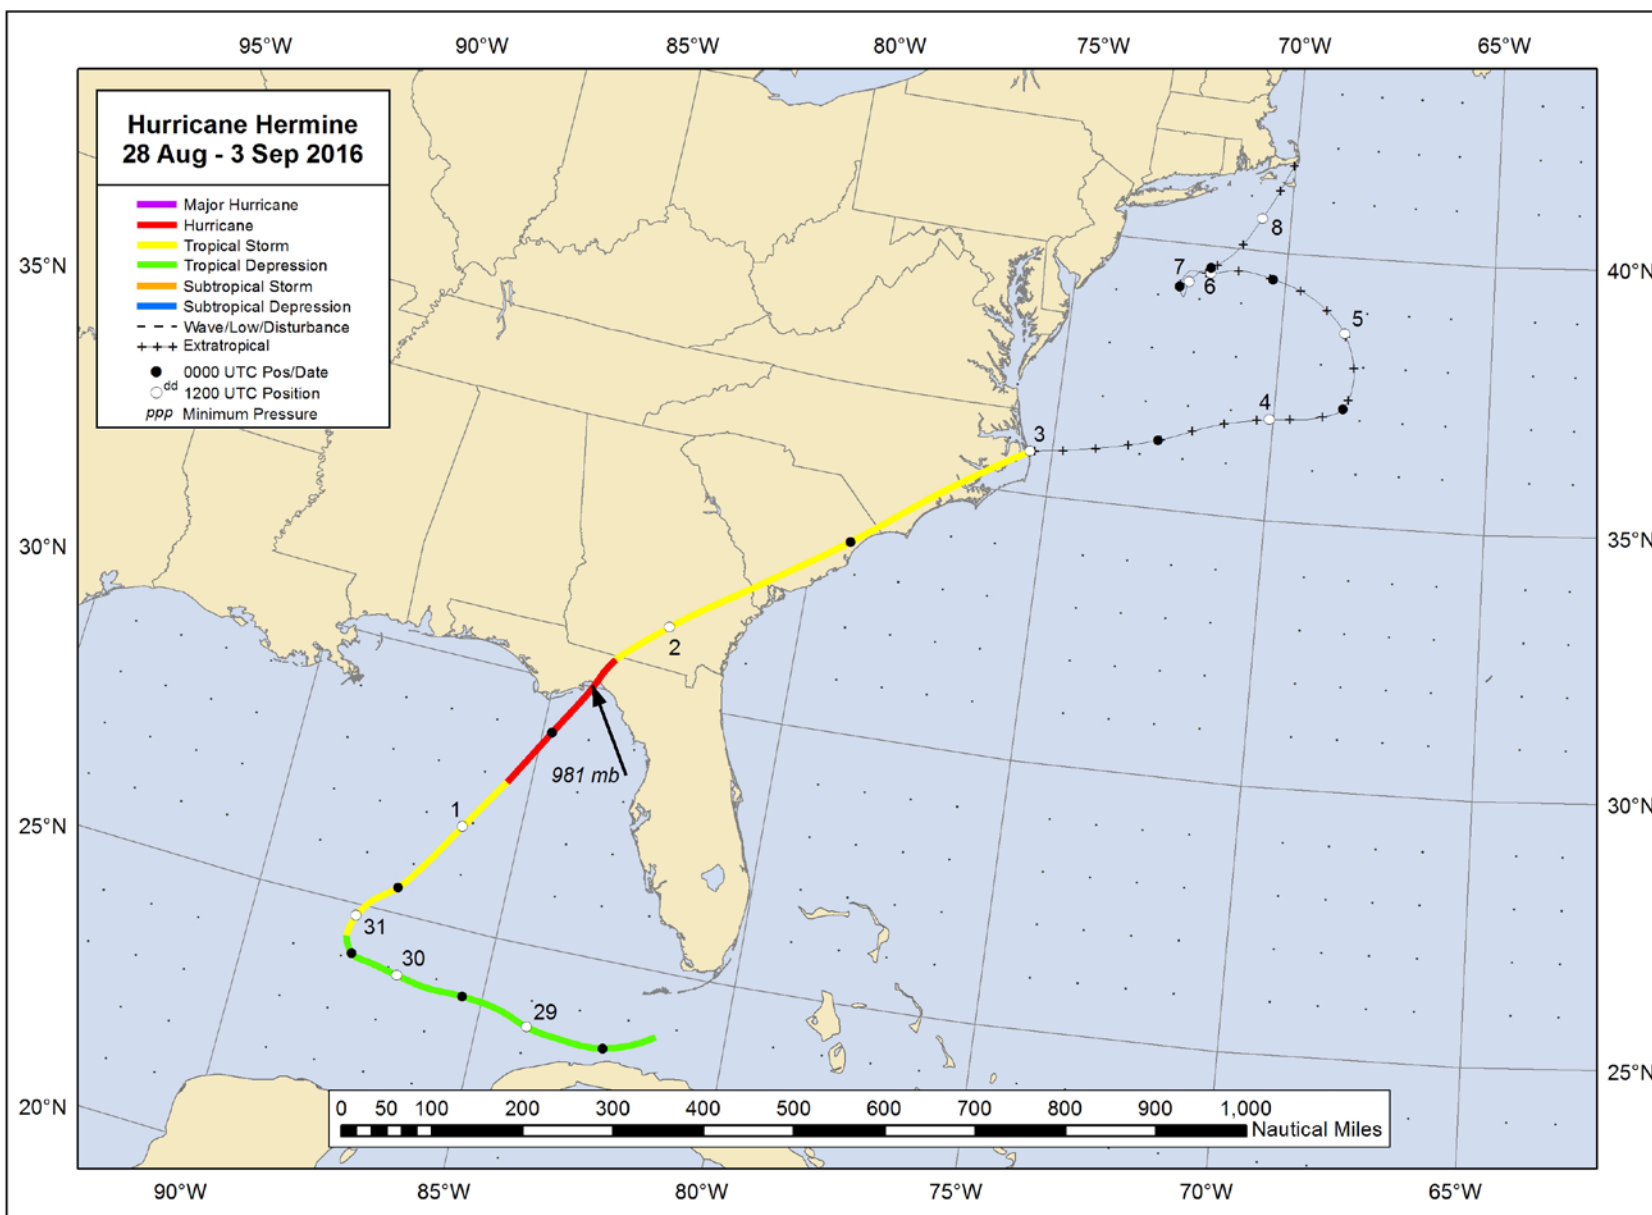 95°W 90°W 85°W 80°W 75°W 70°W 65°W
Hurricane Hermine
28 Aug - 3 Sep 2016
Major Hurricane
Hurricane
Tropical Storm
Tropical Depression
Subtropical Storm
Subtropical Depression
Wave/Low/Disturbance
Extratropical
0000 UTC Pos/Date
dd 1200 UTC Position
ppp Minimum Pressure
8
35°N 7 6 40°N
5
4
3
30°N 35°N
2
981 mb
25°N 1 30°N
31
30
29
25°N
20°N 0 50 100 200 300 400 500 600 700 800 900 1,000
Nautical Miles
90°W 85°W 80°W 75°W 70°W 65°W